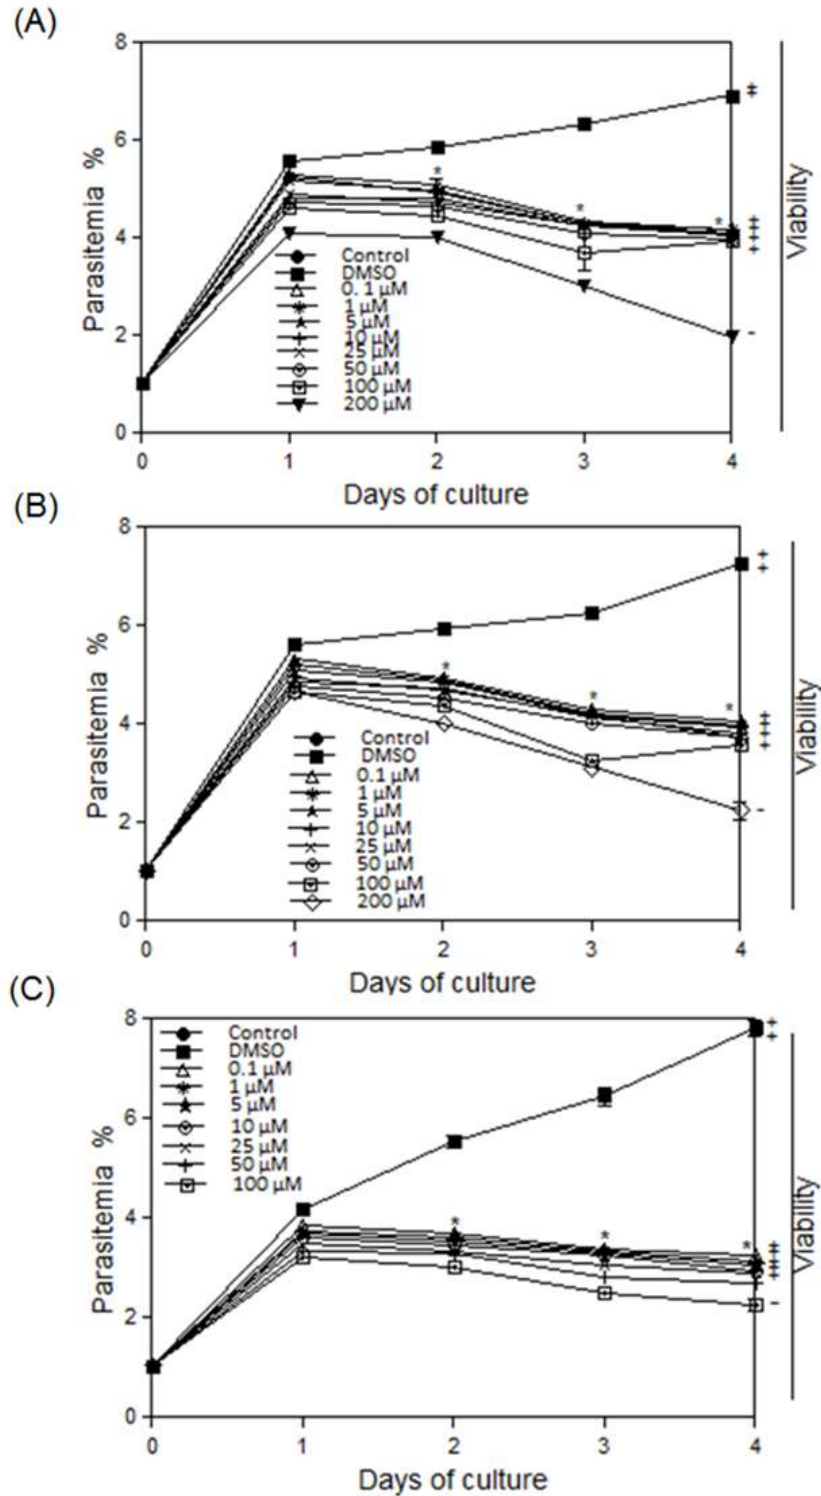 (A)
8
6
4
2
0
Parasitemia %
* * *
‡
+
+
+
+
-
Viability
Control
DMSO
0. 1 µM
1 µM
5 µM
10 µM
25 µM
50 µM
100 µM
200 µM
0 1 2 3 4
Days of culture
(B)
8
6
4
2
0
Parasitemia %
* * *
+
+
+
+
+
+
-
Viability
Control
DMSO
0.1 µM
1 µM
5 µM
10 µM
25 µM
50 µM
100 µM
200 µM
0 1 2 3 4
Days of culture
(C)
8
6
4
2
0
Parasitemia %
* * *
+
+
-
Viability
Control
DMSO
0.1 µM
1 µM
5 µM
10 µM
25 µM
50 µM
100 µM
0 1 2 3 4
Days of culture